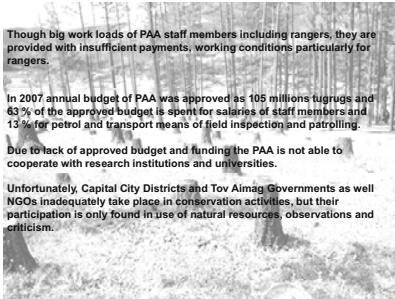 Though big work loads of PAA staff members including rangers, they are
provided with insufficient payments, working conditions particularly for
rangers.
In 2007 annual budget of PAA was approved as 105 millions tugrugs and
63 % of the approved budget is spent for salaries of staff members and
13 % for petrol and transport means of field inspection and patrolling.
Due to lack of approved budget and funding the PAA is not able to
cooperate with research institutions and universities.
Unfortunately, Capital City Districts and Tov Aimag Governments as well
NGOs inadequately take place in conservation activities, but their
participation is only found in use of natural resources, observations and
criticism.